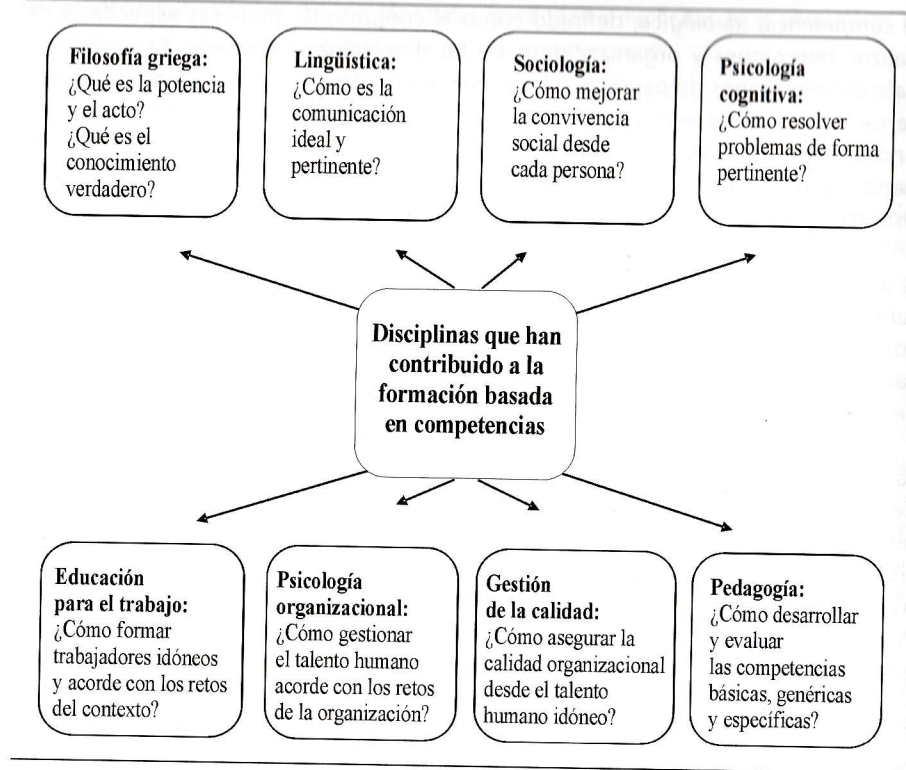 Filosofía griega:
¿Qué es la potencia
y el acto?
¿Qué es el
conocimiento
verdadero?
Lingüística:
¿Cómo es la
comunicación
ideal y
pertinente?
Sociología:
¿Cómo mejorar
la convivencia
social desde
cada persona?
Psicología
cognitiva:
¿Cómo resolver
problemas de forma
pertinente?
Disciplinas que han
contribuido a la
formación basada
en competencias
Educación
para el trabajo:
¿Cómo formar
trabajadores idóneos
y acorde con los retos
del contexto?
Psicología
organizacional:
¿Cómo gestionar
el talento humano
acorde con los retos
de la organización?
Gestión
de la calidad:
¿Cómo asegurar la
calidad organizacional
desde el talento
humano idóneo?
Pedagogía:
¿Cómo desarrollar
y evaluar
las competencias
básicas, genéricas
y específicas?